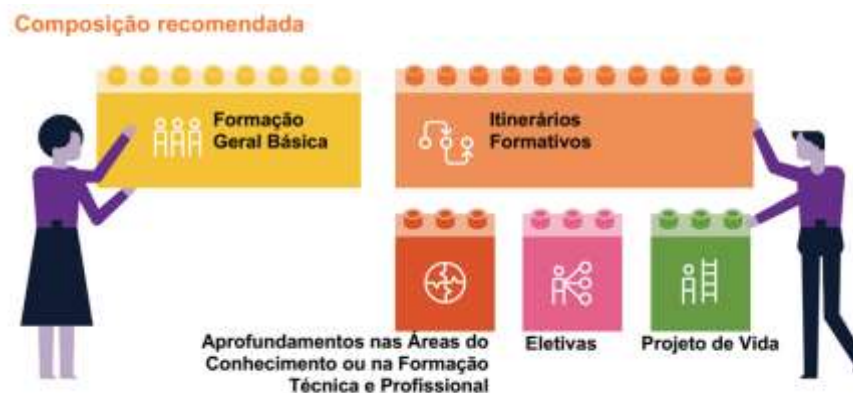 Composição recomendada
Formação
Geral Básica
Itinerários
Formativos
Aprofundamentos nas Áreas do
Conhecimento ou na Formação
Técnica e Profissional
Eletivas
Projeto de Vida